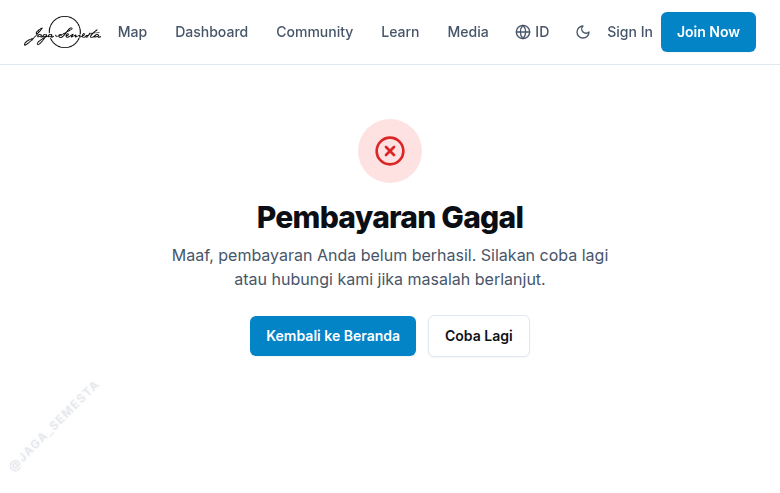 Jaga Semesta
Map
Dashboard
Community
Learn
Media
ID
Sign In
Join Now
Pembayaran Gagal
Maaf, pembayaran Anda belum berhasil. Silakan coba lagi
atau hubungi kami jika masalah berlanjut.
Kembali ke Beranda
Coba Lagi
@JAGA_SEMESTA